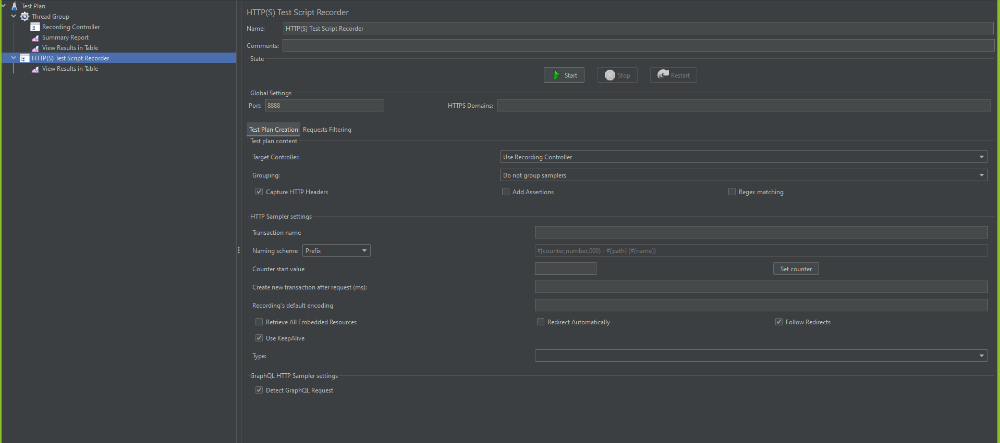 Test Plan
Thread Group
Recording Controller
Summary Report
View Results in Table
HTTP(S) Test Script Recorder
View Results in Table
HTTP(S) Test Script Recorder
Name: HTTP(S) Test Script Recorder
Comments:
State
Start Stop Restart
Global Settings
Port: 8888 HTTPS Domains:
Test Plan Creation Requests Filtering
Test plan content
Target Controller: Use Recording Controller
Grouping: Do not group samplers
Capture HTTP Headers Add Assertions Regex matching
HTTP Sampler settings
Transaction name
Naming scheme Prefix #{counter,number,000} - #{path} (#{name})
Counter start value Set counter
Create new transaction after request (ms):
Recording's default encoding
Retrieve All Embedded Resources Redirect Automatically Follow Redirects
Use KeepAlive
Type:
GraphQL HTTP Sampler settings
Detect GraphQL Request